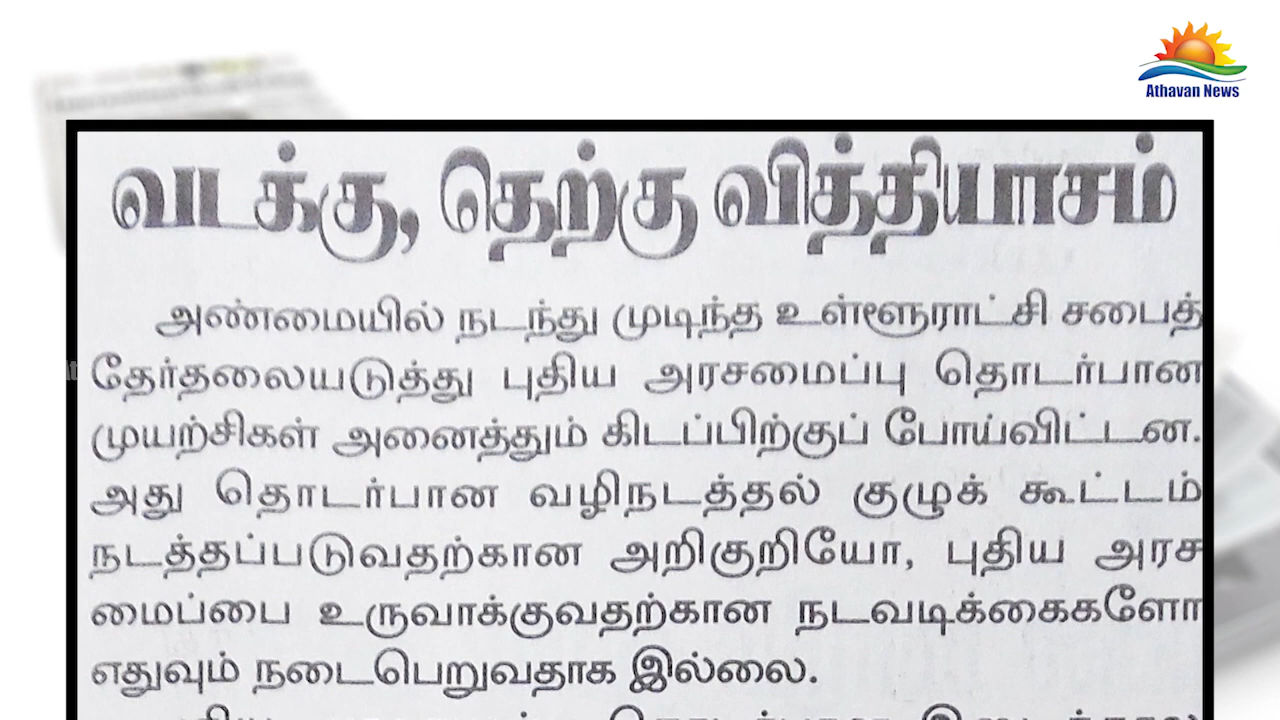 Athavan News
வடக்கு, தெற்கு வித்தியாசம்
அண்மையில் நடந்து முடிந்த உள்ளூராட்சி சபைத்
தேர்தலையடுத்து புதிய அரசமைப்பு தொடர்பான
முயற்சிகள் அனைத்தும் கிடப்பிற்குப் போய்விட்டன.
அது தொடர்பான வழிநடத்தல் குழுக் கூட்டம்
நடத்தப்படுவதற்கான அறிகுறியோ, புதிய அரச
மைப்பை உருவாக்குவதற்கான நடவடிக்கைகளோ
எதுவும் நடைபெறுவதாக இல்லை.